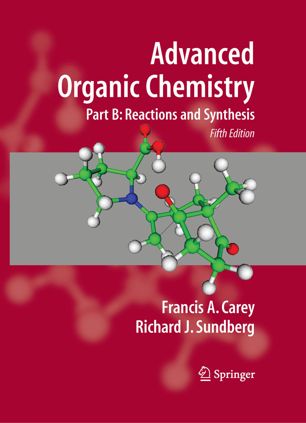 Advanced
Organic Chemistry
Part B: Reactions and Synthesis
Fifth Edition
Francis A. Carey
Richard J. Sundberg
Springer